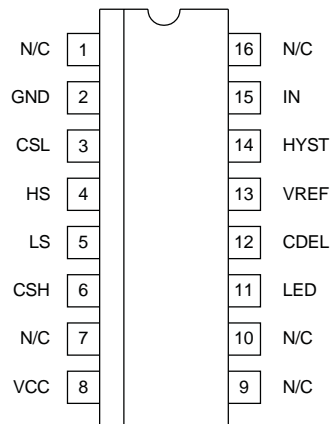 N/C 1 16 N/C
GND 2 15 IN
CSL 3 14 HYST
HS 4 13 VREF
LS 5 12 CDEL
CSH 6 11 LED
N/C 7 10 N/C
VCC 8 9 N/C